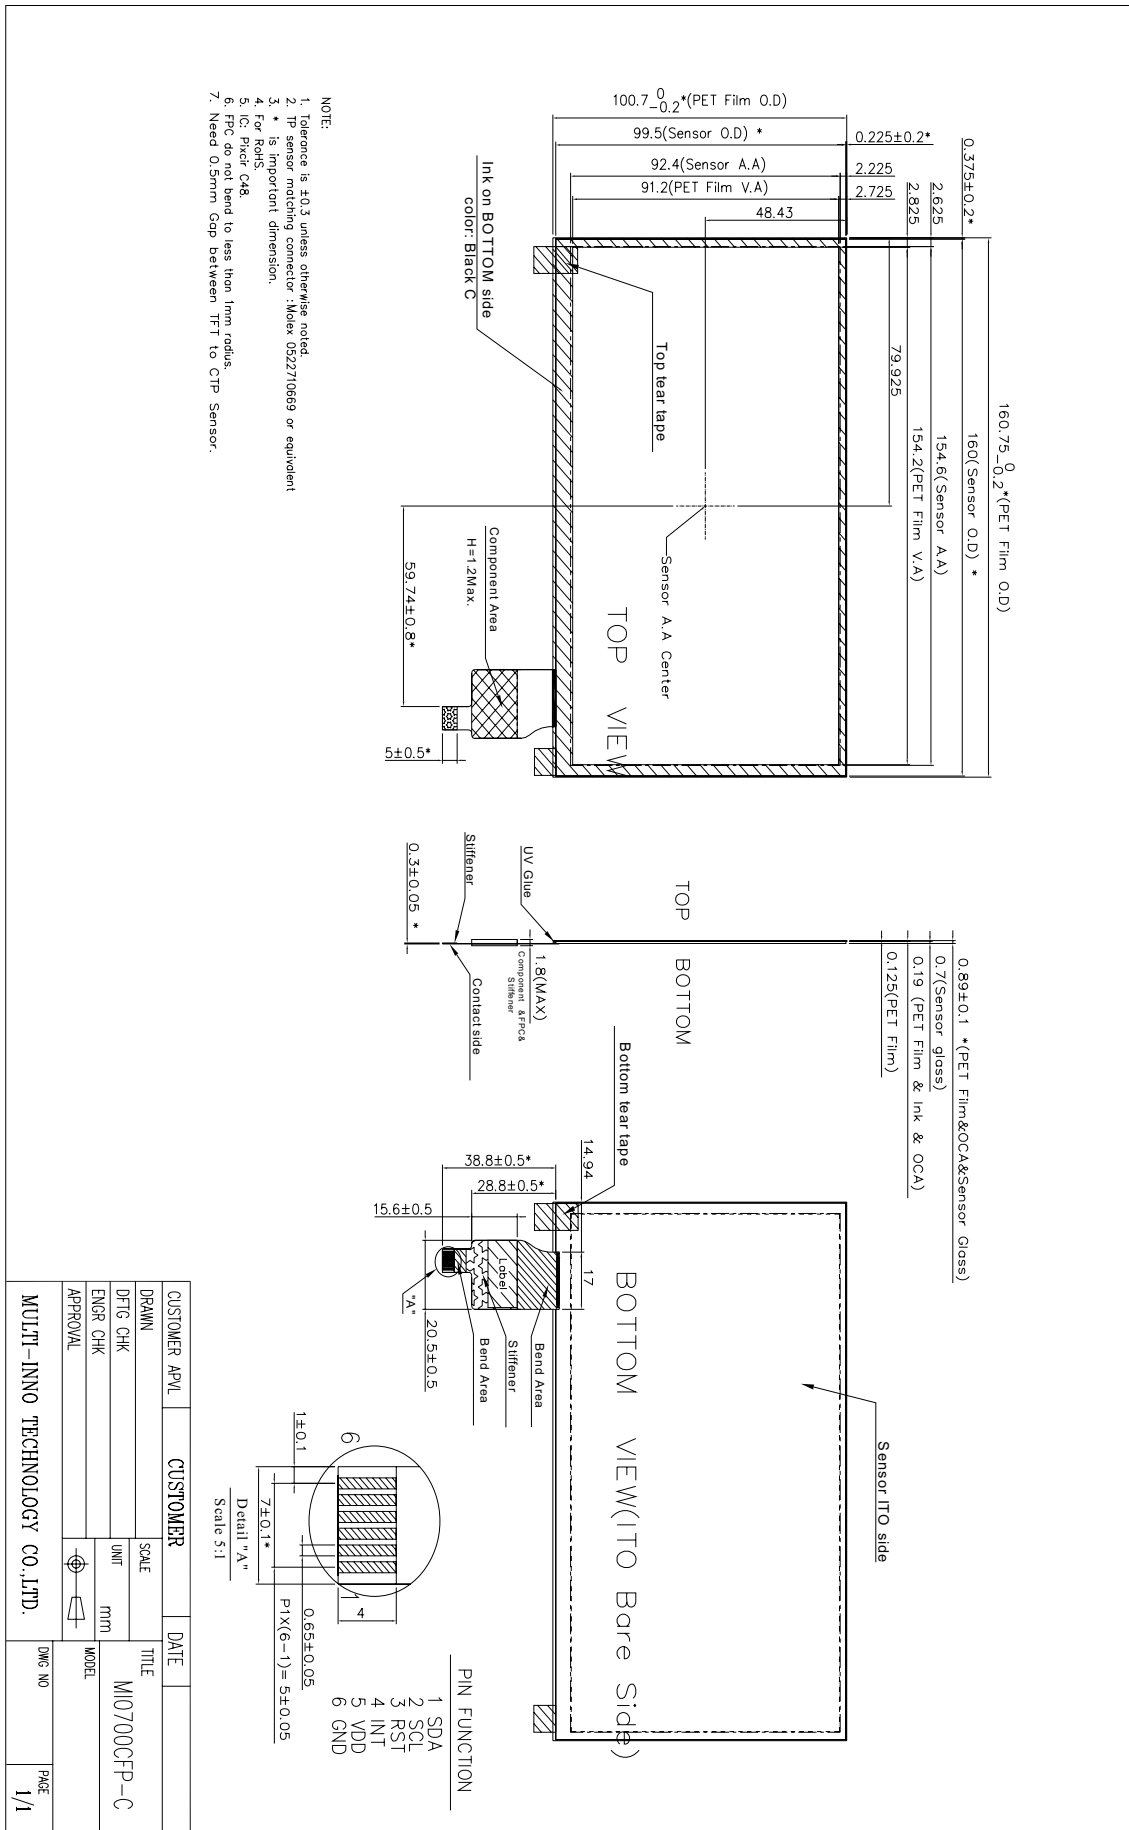 160.75 0 -0.2*(PET Film O.D)
160(Sensor O.D) *
154.6(Sensor A.A)
154.2(PET Film V.A)
79.925
0.375±0.2*
2.625
2.825
100.7 0 -0.2*(PET Film O.D)
99.5(Sensor O.D) *
92.4(Sensor A.A)
91.2(PET Film V.A)
48.43
0.225±0.2*
2.225
2.725
Sensor A.A Center
TOP VIEW
Top tear tape
Ink on BOTTOM side
color: Black C
Component Area
H=1.2Max.
59.74±0.8*
5±0.5*
0.89±0.1 *(PET Film&OCA&Sensor Glass)
0.7(Sensor glass)
0.19 (PET Film & Ink & OCA)
0.125(PET Film)
TOP
BOTTOM
UV Glue
1.8(MAX)
Component &FPC&
Stiffener
Stiffener
Contact side
0.3±0.05 *
Sensor ITO side
BOTTOM VIEW(ITO Bare Side)
Bottom tear tape
14.94
17
38.8±0.5*
28.8±0.5*
15.6±0.5
Label
Bend Area
Stiffener
Bend Area
20.5±0.5
"A"
6
1
1±0.1
4
7±0.1*
0.65±0.05
P1X(6-1)= 5±0.05
Detail "A"
Scale 5:1
PIN FUNCTION
1 SDA
2 SCL
3 RST
4 INT
5 VDD
6 GND
NOTE:
1. Tolerance is ±0.3 unless otherwise noted.
2. TP sensor matching connector :Molex 0522710669 or equivalent
3. * is important dimension.
4. For RoHS.
5. IC: Pixcir C48.
6. FPC do not bend to less than 1mm radius.
7. Need 0.5mm Gap between TFT to CTP Sensor.
CUSTOMER APVL
CUSTOMER
DATE
DRAWN
DFTG CHK
ENGR CHK
APPROVAL
SCALE
UNIT
mm
TITLE
MI0700CFP-C
MODEL
MULTI-INNO TECHNOLOGY CO.,LTD.
DWG NO
PAGE
1/1